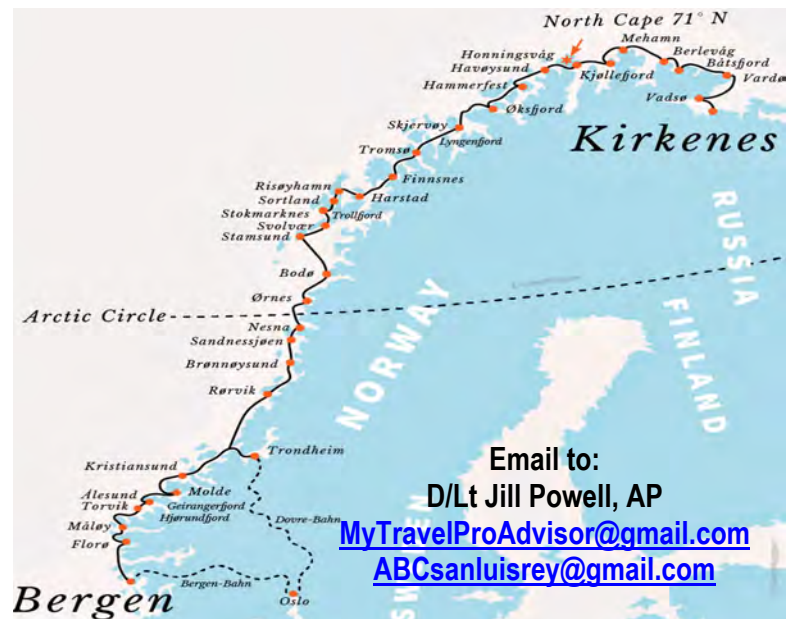 North Cape 71° N
Mehamn
Honningsvåg
Berlevåg
Havøysund
Båtsfjord
Hammerfest
Kjøllefjord
Vardø
Vadsø
Øksfjord
Kirkenes
Skjervøy
Lyngenfjord
Tromsø
Finnsnes
Risøyhamn
Harstad
Sortland
Stokmarknes
Trollfjord
Svolvær
Stamsund
RUSSIA
Bodø
Ørnes
Arctic Circle
Nesna
FINLAND
Sandnessjøen
NORWAY
Brønnøysund
Rørvik
Trondheim
Kristiansund
Email to:
D/Lt Jill Powell, AP
MyTravelProAdvisor@gmail.com
ABCsanluisrey@gmail.com
Molde
Ålesund
Geirangerfjord
Torvik
Hjørundfjord
Dovre-Bahn
Måløy
Florø
SWEDEN
Bergen-Bahn
Bergen
Oslo